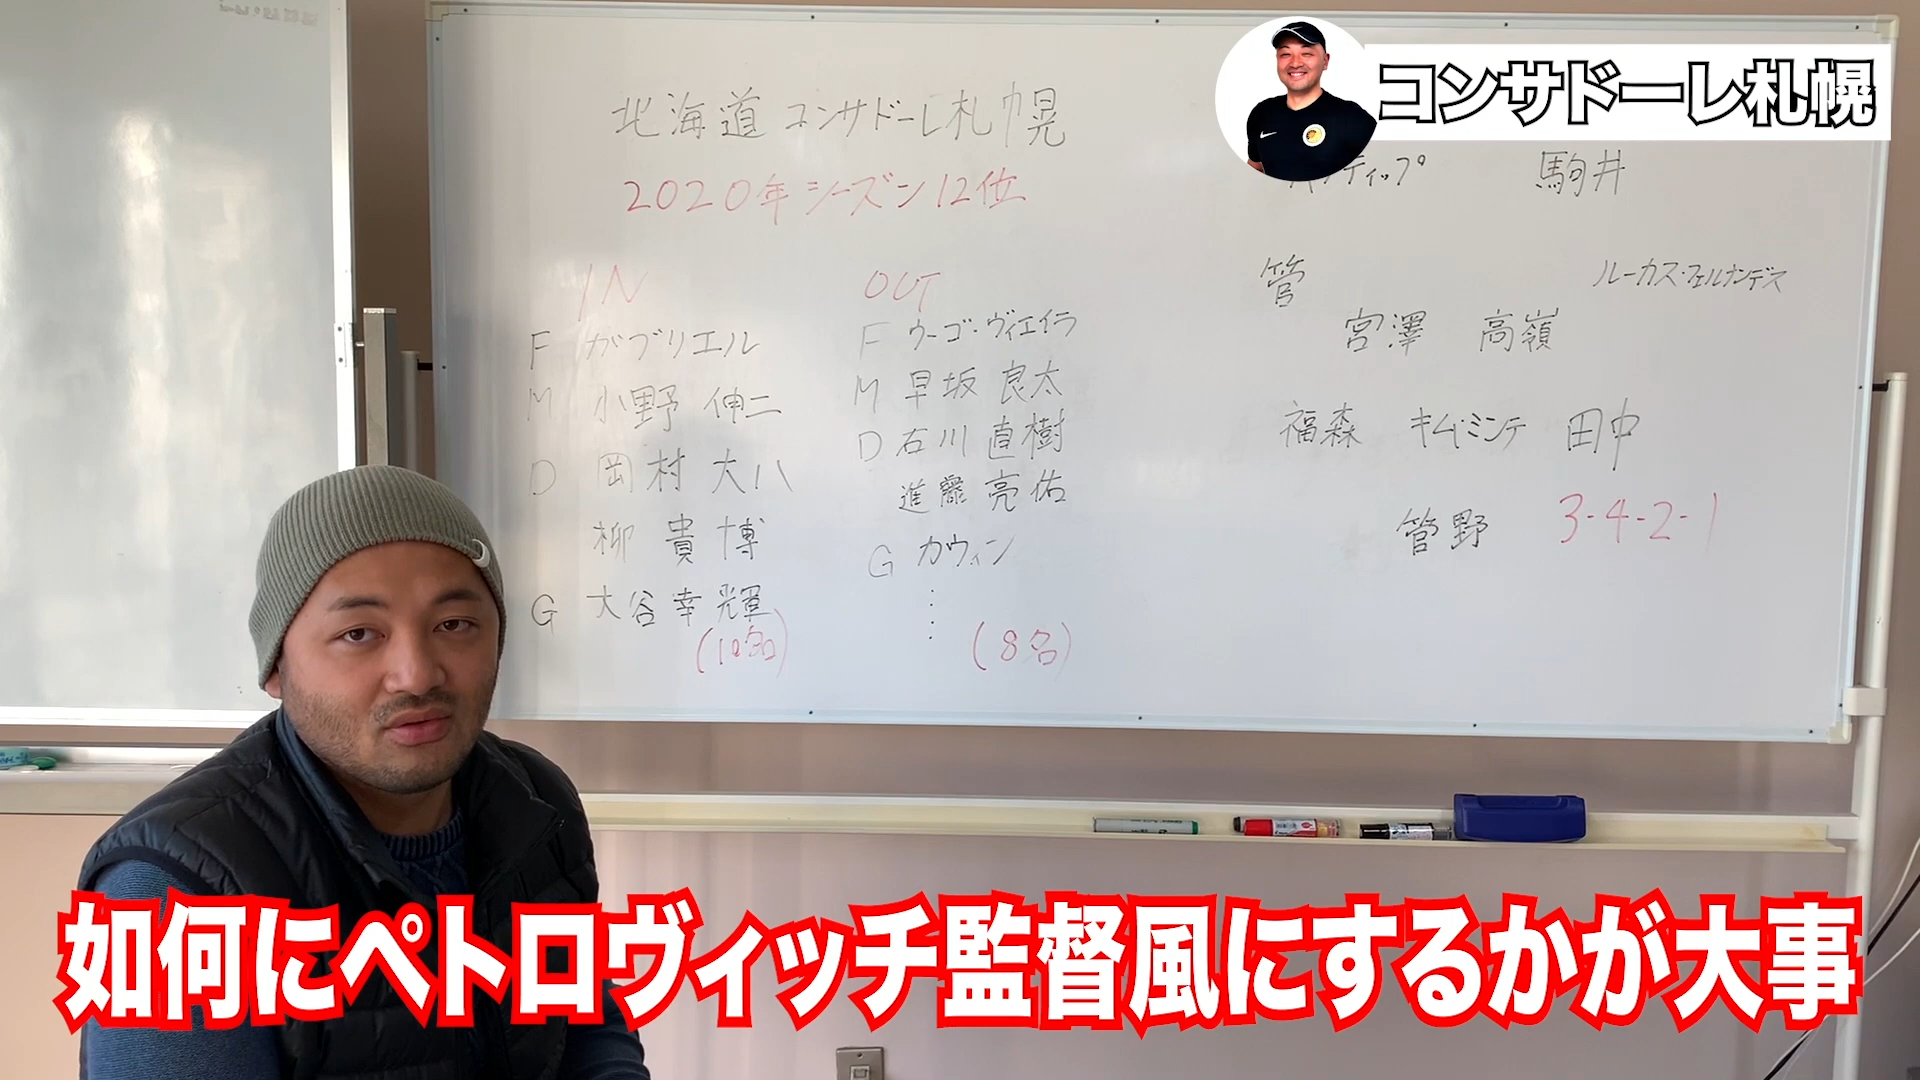 コンサドーレ札幌
北海道 コンサドーレ札幌
2020年シーズン12位
IN
F ガブリエル
M 小野 伸二
D 岡村 大八
柳 貴博
G 大谷 幸輝
(10名)
OUT
F ウーゴ・ヴィエイラ
M 早坂 良太
D 石川 直樹
進藤 亮佑
G カウィン
(8名)
ティップ 駒井
菅 ルーカス・フェルナンデス
宮澤 高嶺
福森 キム・ミンテ 田中
菅野 3-4-2-1
如何にペトロヴィッチ監督風にするかが大事